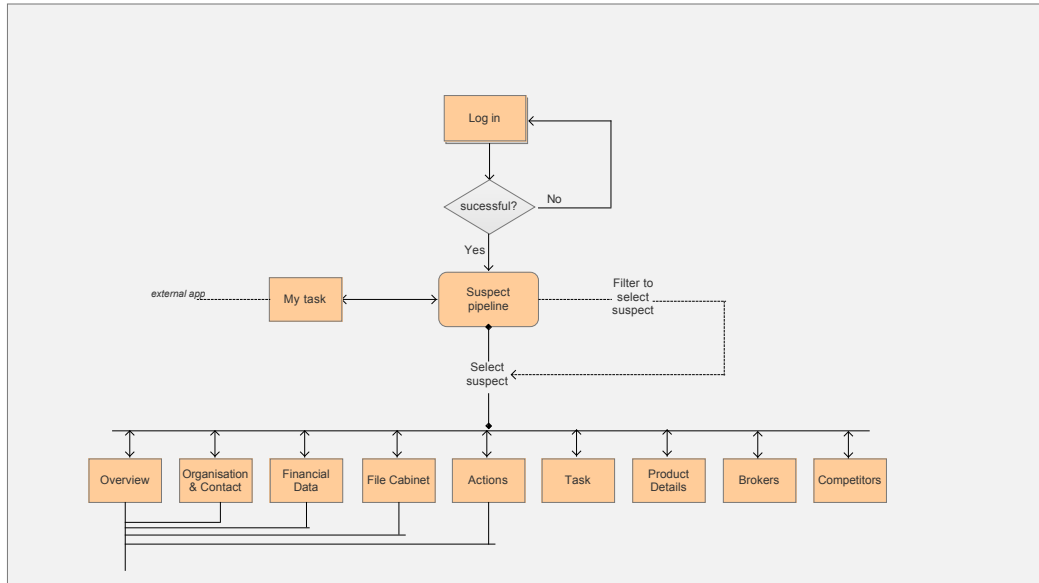 Log in
sucessful?
No
Yes
external app
My task
Suspect
pipeline
Filter to
select
suspect
Select
suspect
Overview
Organisation
& Contact
Financial
Data
File Cabinet
Actions
Task
Product
Details
Brokers
Competitors